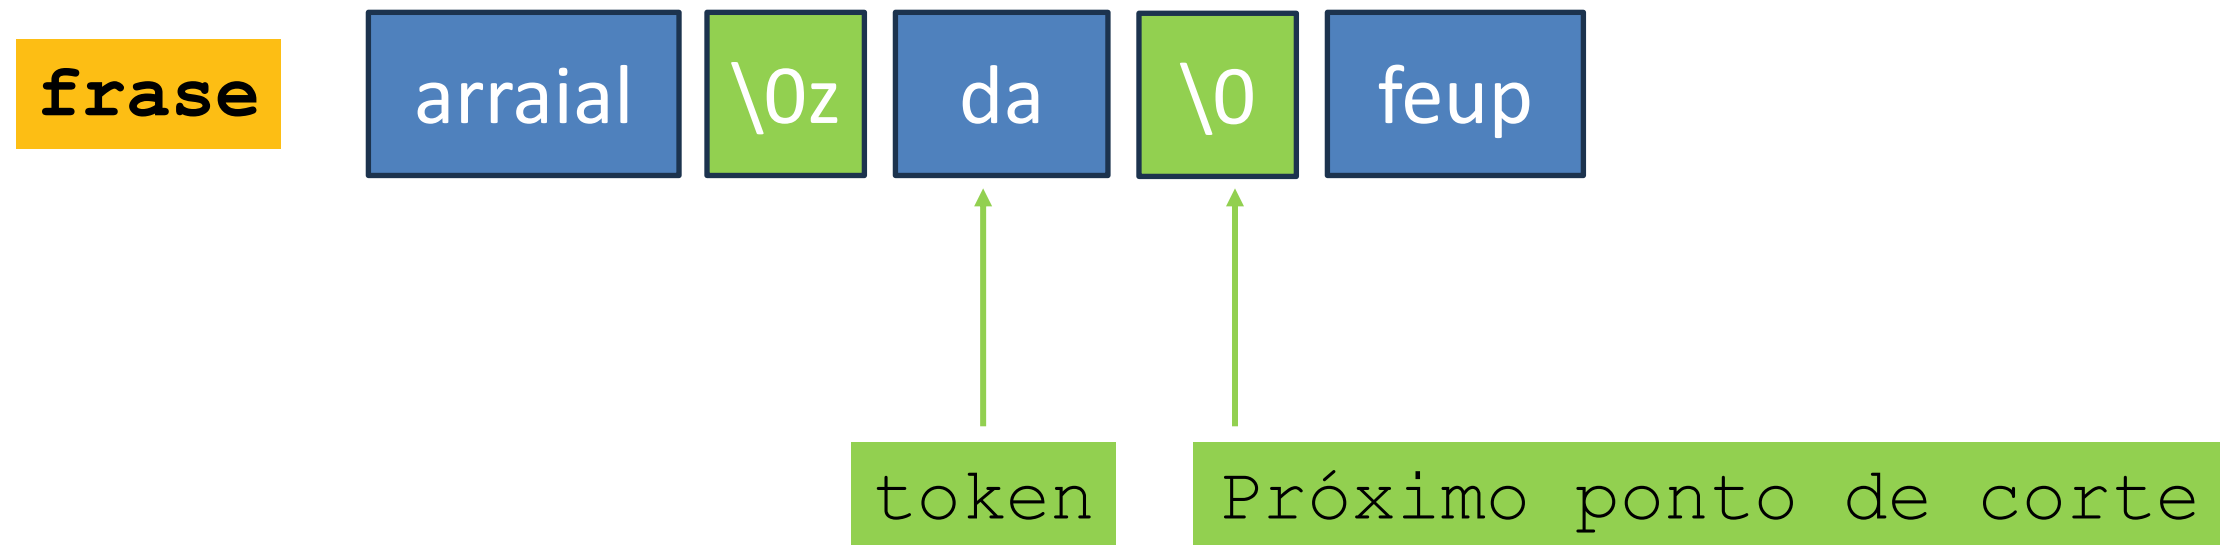 frase arraial \0z da \0 feup
token Próximo ponto de corte